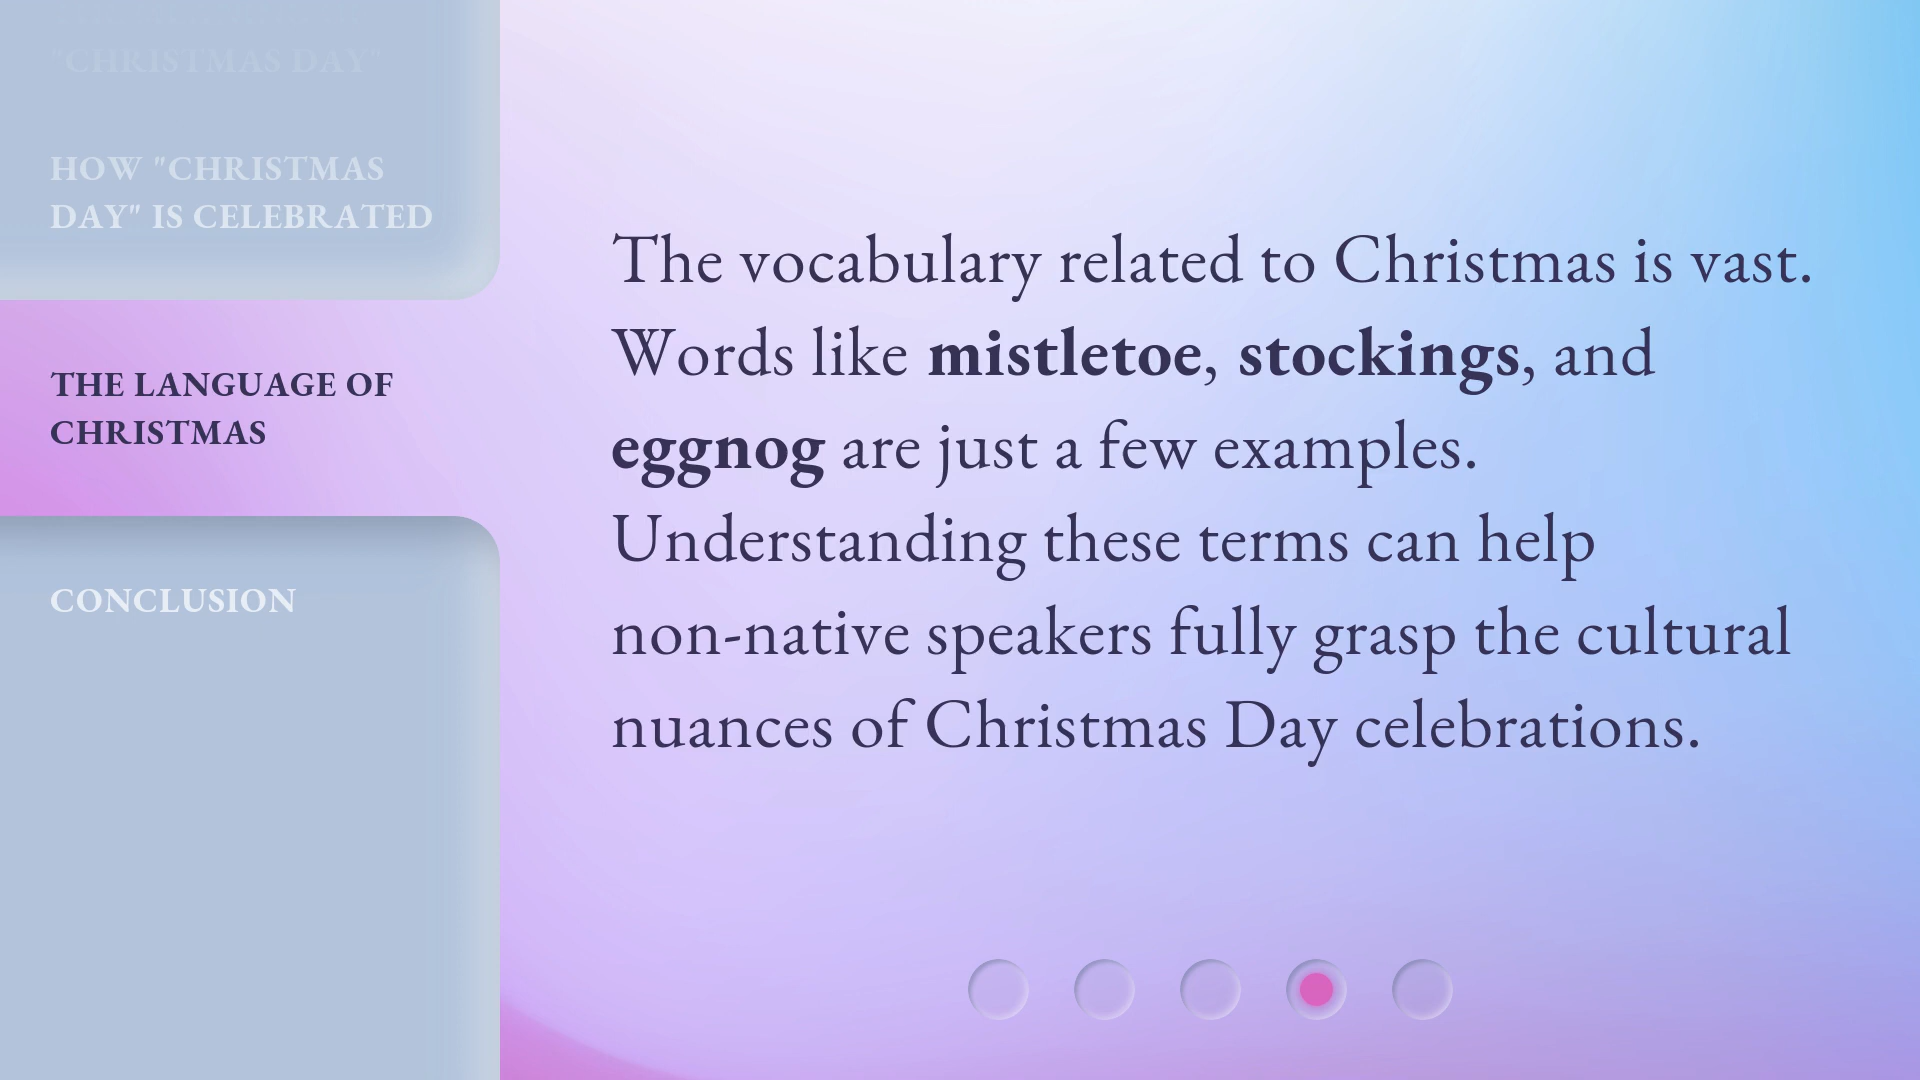 "CHRISTMAS DAY"
HOW "CHRISTMAS
DAY" IS CELEBRATED
THE LANGUAGE OF
CHRISTMAS
CONCLUSION
The vocabulary related to Christmas is vast.
Words like mistletoe, stockings, and
eggnog are just a few examples.
Understanding these terms can help
non-native speakers fully grasp the cultural
nuances of Christmas Day celebrations.